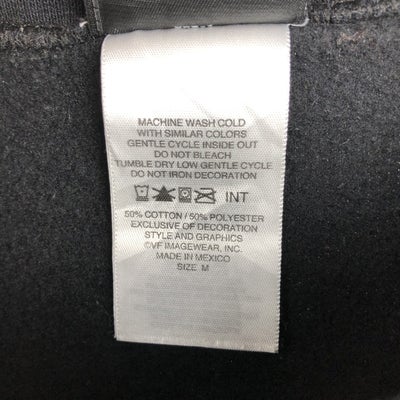 MACHINE WASH COLD
WITH SIMILAR COLORS
GENTLE CYCLE INSIDE OUT
DO NOT BLEACH
TUMBLE DRY LOW GENTLE CYCLE
DO NOT IRON DECORATION
INT
50% COTTON / 50% POLYESTER
EXCLUSIVE OF DECORATION
STYLE AND GRAPHICS
©VF IMAGEWEAR, INC.
MADE IN MEXICO
SIZE M